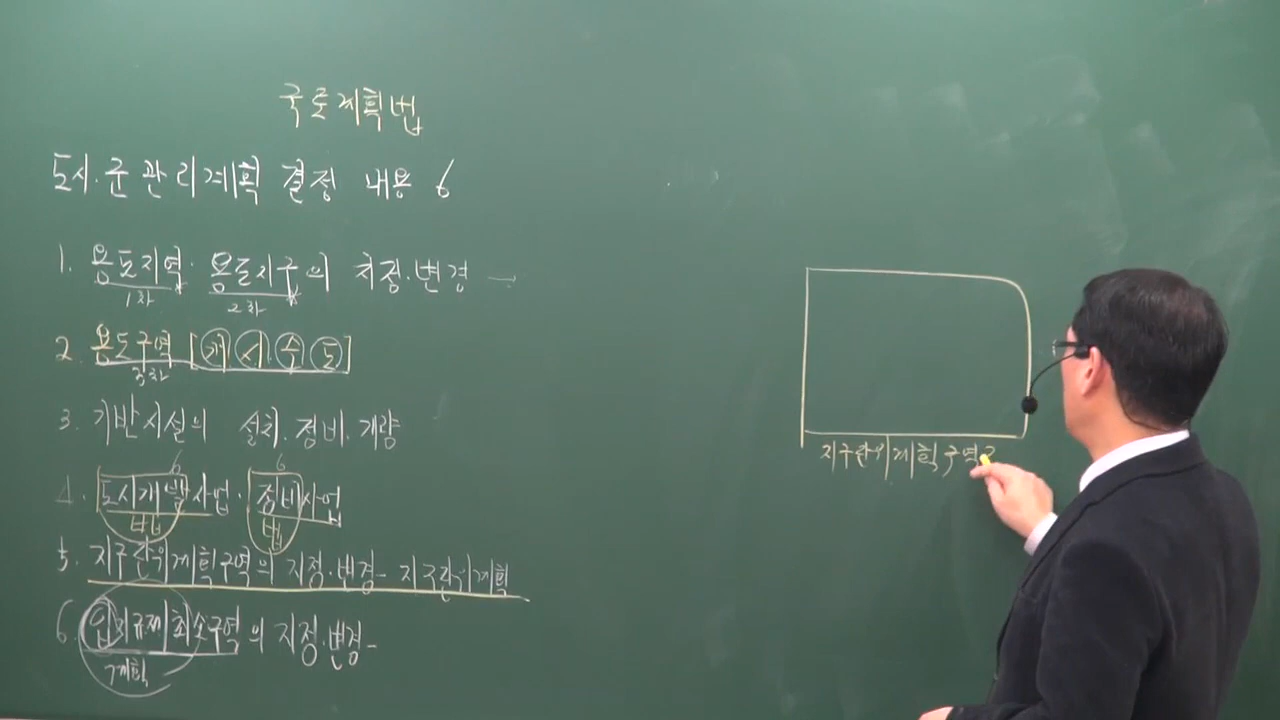 국토계획법
도시.군관리계획 결정 내용 6
1. 용도지역.용도지구의 지정.변경 -
1차 2차
2. 용도구역 [개 시 수 도]
3차
3. 기반시설의 설치.정비.개량
4. 도시개발사업.정비사업
6 6
법 법
5. 지구단위계획구역의 지정.변경 - 지구단위계획
6. 입지규제최소구역의 지정.변경 -
계획
지구단위계획구역